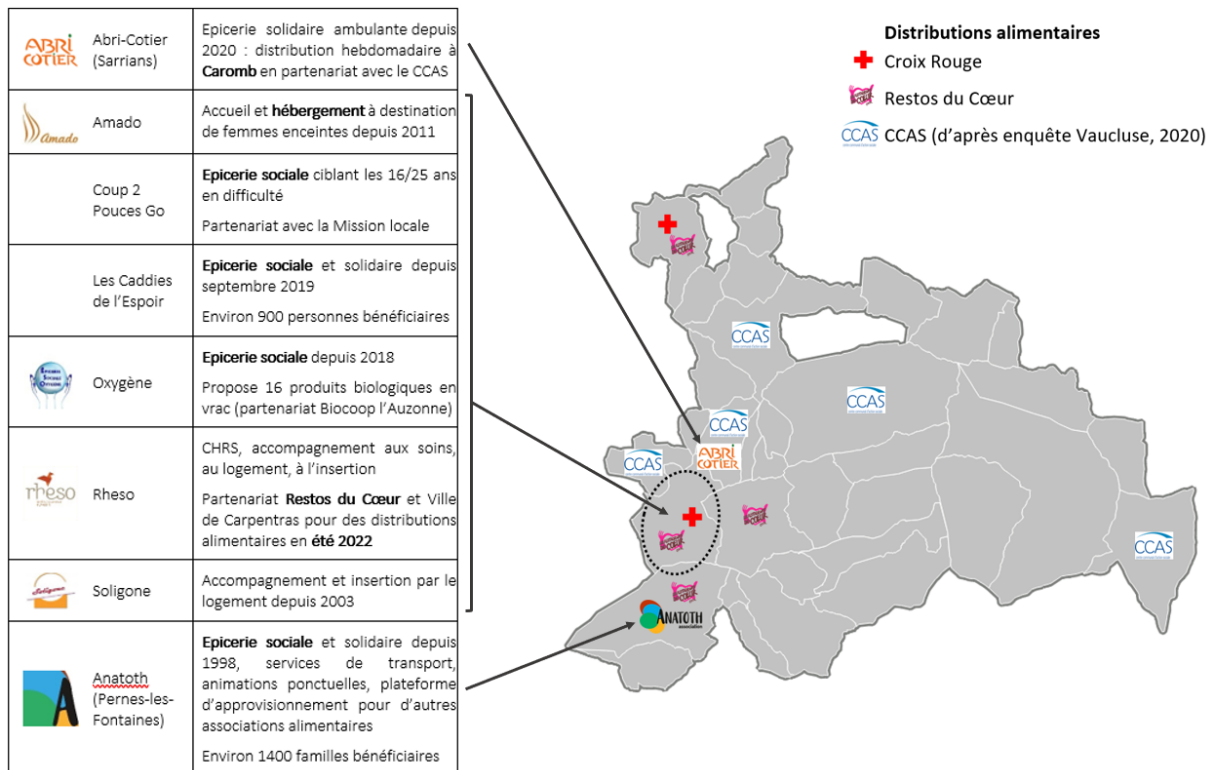 ABRI
COTIER
Abri-Cotier
(Sarrians)
Epicerie solidaire ambulante depuis
2020 : distribution hebdomadaire à
Caromb en partenariat avec le CCAS
Amado
Amado
Accueil et hébergement à destination
de femmes enceintes depuis 2011
Coup 2
Pouces Go
Epicerie sociale ciblant les 16/25 ans
en difficulté
Partenariat avec la Mission locale
Les Caddies
de l’Espoir
Epicerie sociale et solidaire depuis
septembre 2019
Environ 900 personnes bénéficiaires
Oxygène
Epicerie sociale depuis 2018
Propose 16 produits biologiques en
vrac (partenariat Biocoop l’Auzonne)
rheso
Rheso
CHRS, accompagnement aux soins,
au logement, à l’insertion
Partenariat Restos du Cœur et Ville
de Carpentras pour des distributions
alimentaires en été 2022
Soligone
Soligone
Accompagnement et insertion par le
logement depuis 2003
Anatoth
(Pernes-les-
Fontaines)
Epicerie sociale et solidaire depuis
1998, services de transport,
animations ponctuelles, plateforme
d’approvisionnement pour d’autres
associations alimentaires
Environ 1400 familles bénéficiaires
Distributions alimentaires
Croix Rouge
Restos du Cœur
CCAS
CCAS (d’après enquête Vaucluse, 2020)
CCAS
CCAS
CCAS
CCAS
ABRI
COTIER
CCAS
ANATOTH
association